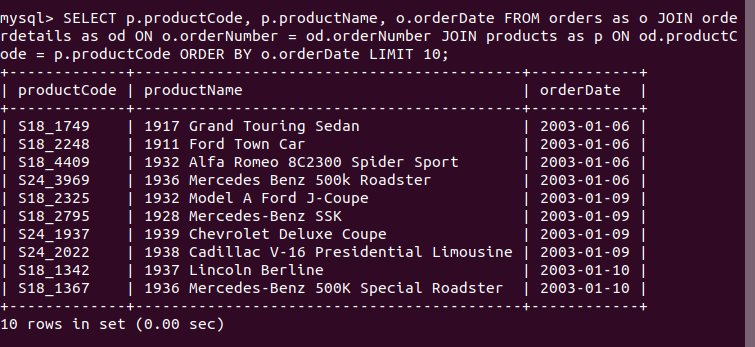 mysql> SELECT p.productCode, p.productName, o.orderDate FROM orders as o JOIN orde
rdetails as od ON o.orderNumber = od.orderNumber JOIN products as p ON od.productC
ode = p.productCode ORDER BY o.orderDate LIMIT 10;
+-------------+-------------------------------------------+------------+
| productCode | productName                               | orderDate  |
+-------------+-------------------------------------------+------------+
| S18_1749    | 1917 Grand Touring Sedan                  | 2003-01-06 |
| S18_2248    | 1911 Ford Town Car                        | 2003-01-06 |
| S18_4409    | 1932 Alfa Romeo 8C2300 Spider Sport       | 2003-01-06 |
| S24_3969    | 1936 Mercedes Benz 500k Roadster          | 2003-01-06 |
| S18_2325    | 1932 Model A Ford J-Coupe                 | 2003-01-09 |
| S18_2795    | 1928 Mercedes-Benz SSK                    | 2003-01-09 |
| S24_1937    | 1939 Chevrolet Deluxe Coupe               | 2003-01-09 |
| S24_2022    | 1938 Cadillac V-16 Presidential Limousine | 2003-01-09 |
| S18_1342    | 1937 Lincoln Berline                      | 2003-01-10 |
| S18_1367    | 1936 Mercedes-Benz 500K Special Roadster  | 2003-01-10 |
+-------------+-------------------------------------------+------------+
10 rows in set (0.00 sec)